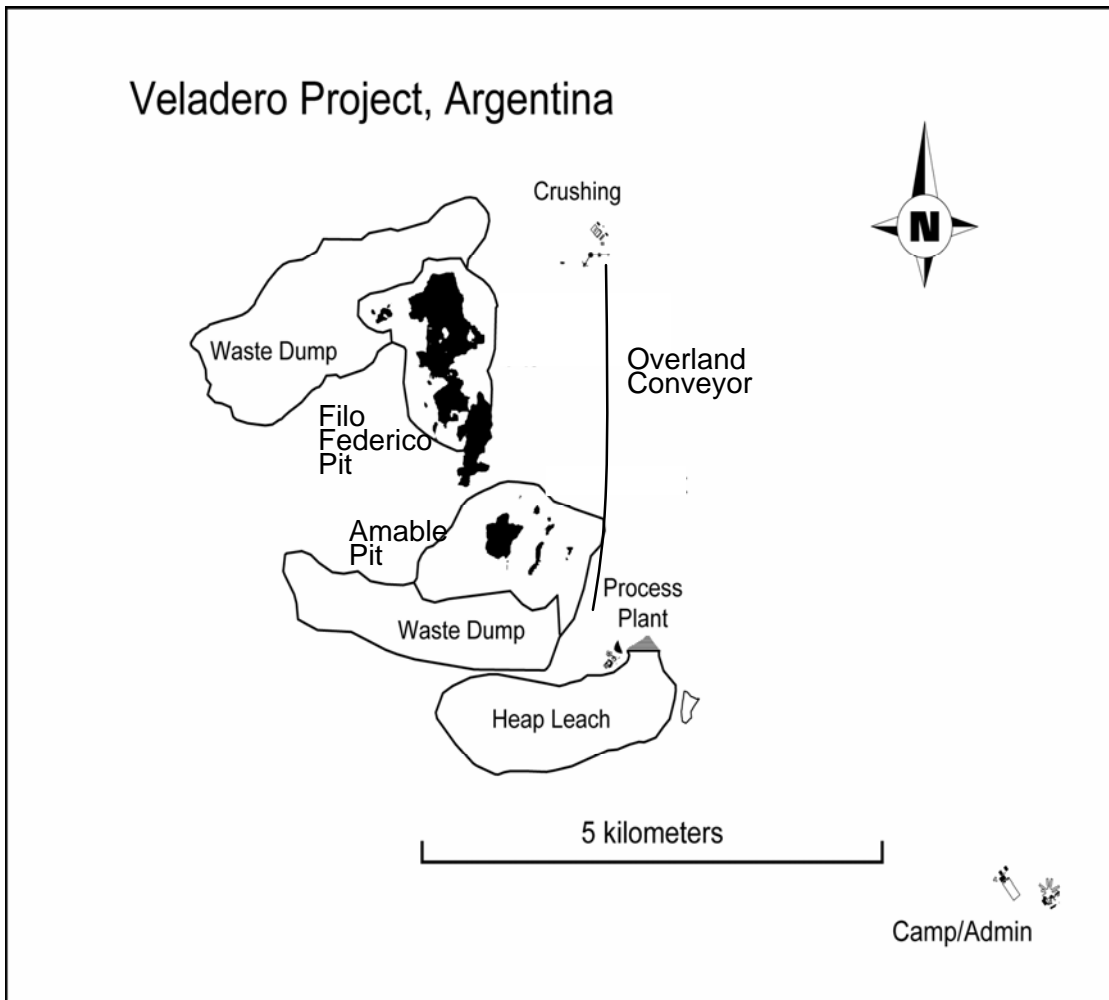 Veladero Project, Argentina
Crushing
N
Waste Dump
Overland
Conveyor
Filo
Federico
Pit
Amable
Pit
Process
Plant
Waste Dump
Heap Leach
5 kilometers
Camp/Admin